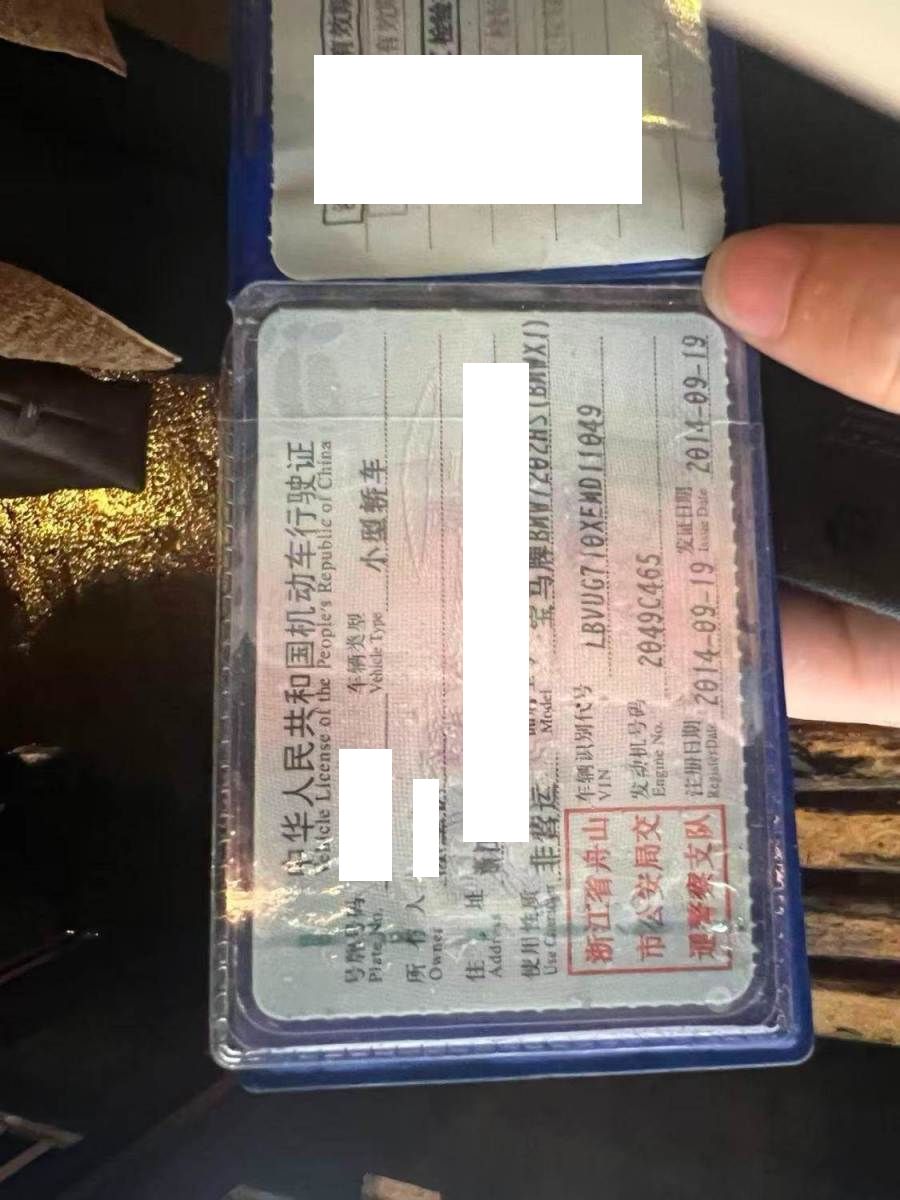 中华人民共和国机动车行驶证
Vehicle License of the People's Republic of China
号牌号码
Plate No.
车辆类型 小型轿车
Vehicle Type
所有人
Owner
住址
Address
使用性质 非营运
Use Character
Model 宝马牌BMW7202HS(BMWX1)
车辆识别代号 LBVUG710XEMD11049
VIN
发动机号码 2049C465
Engine No.
注册日期 2014-09-19 发证日期 2014-09-19
Register Date Issue Date
浙江省舟山
市公安局交
通警察支队